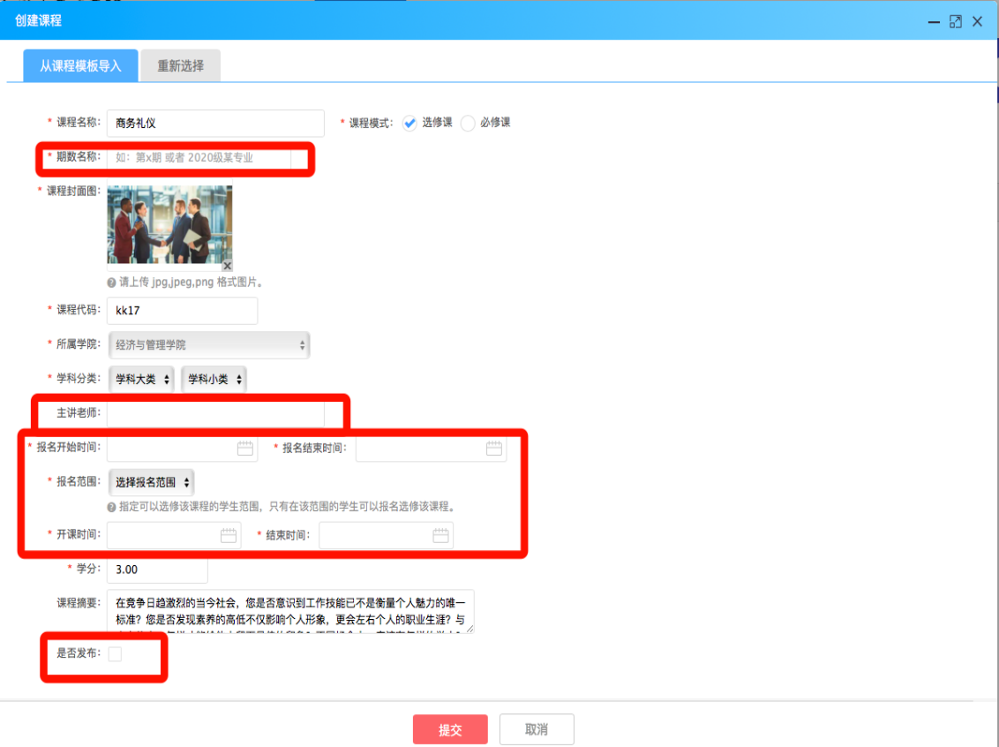 创建课程
从课程模板导入 重新选择
* 课程名称: 商务礼仪 * 课程模式: 选修课 必修课
* 期数名称: 如: 第x期 或者 2020级某专业
* 课程封面图:
请上传 jpg,jpeg,png 格式图片。
* 课程代码: kk17
* 所属学院: 经济与管理学院
* 学科分类: 学科大类 学科小类
主讲老师:
* 报名开始时间: * 报名结束时间:
* 报名范围: 选择报名范围
指定可以选修该课程的学生范围，只有在该范围的学生可以报名选修该课程。
* 开课时间: * 结束时间:
* 学分: 3.00
课程摘要: 在竞争日趋激烈的当今社会，您是否意识到工作技能已不是衡量个人魅力的唯一
标准？您是否发现素养的高低不仅影响个人形象，更会左右个人的职业生涯？与
是否发布:
提交 取消